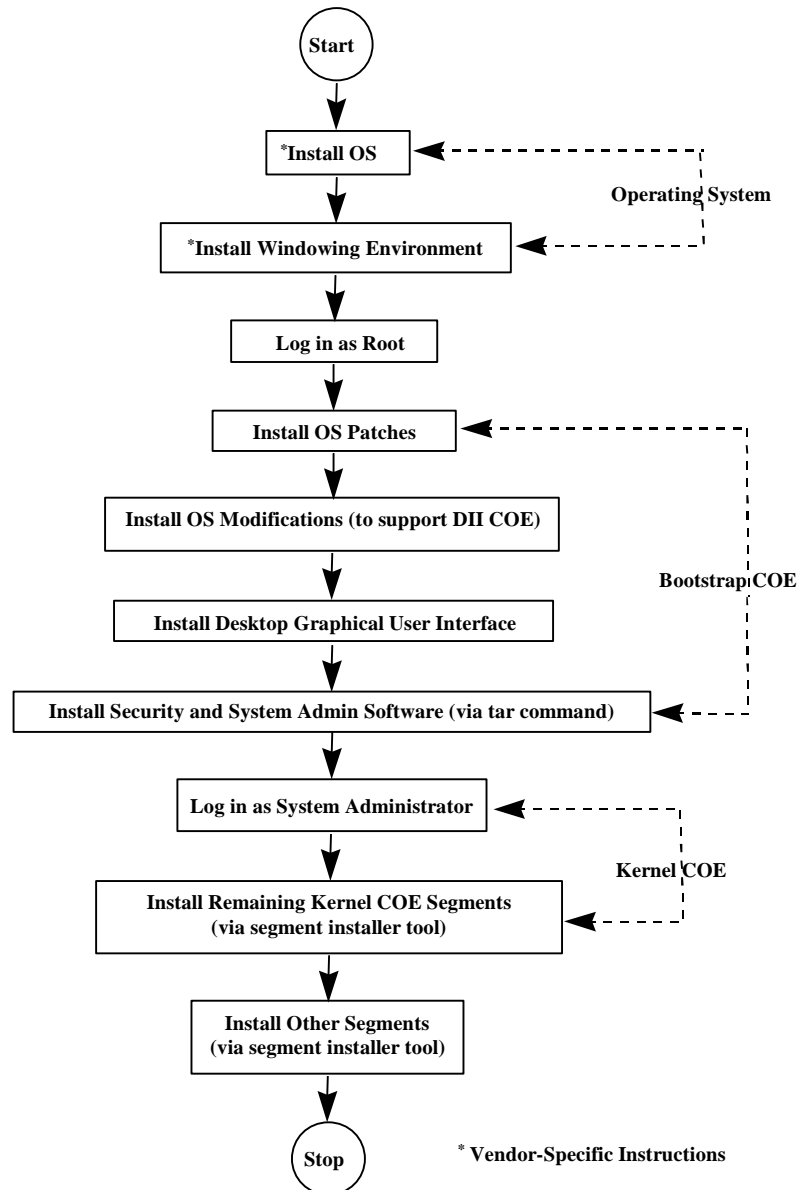 Start
*Install OS
Operating System
*Install Windowing Environment
Log in as Root
Install OS Patches
Install OS Modifications (to support DII COE)
Bootstrap COE
Install Desktop Graphical User Interface
Install Security and System Admin Software (via tar command)
Log in as System Administrator
Kernel COE
Install Remaining Kernel COE Segments
(via segment installer tool)
Install Other Segments
(via segment installer tool)
Stop
* Vendor-Specific Instructions